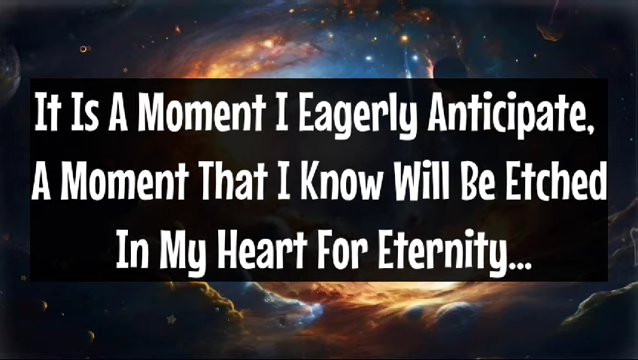 It Is A Moment I Eagerly Anticipate,
A Moment That I Know Will Be Etched
In My Heart For Eternity...